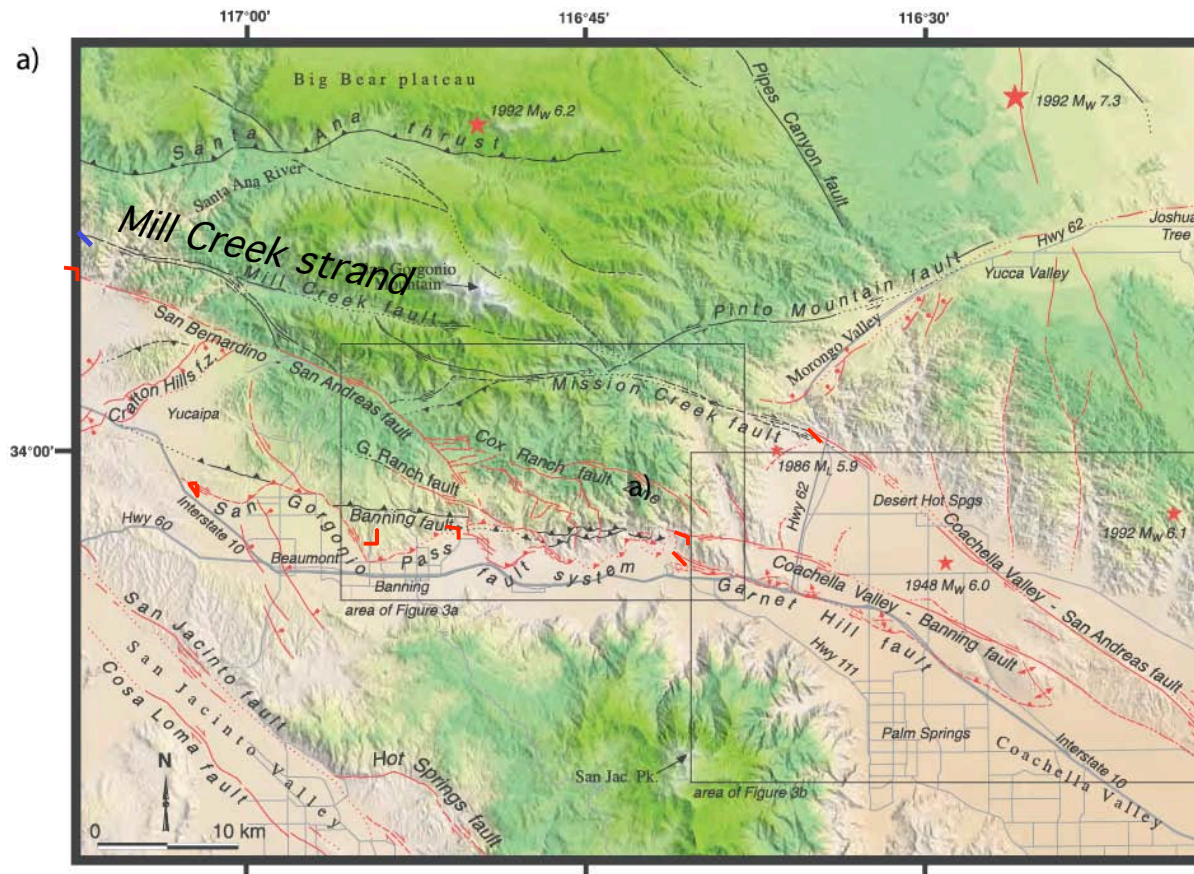 117°00'
116°45'
116°30'
a)
Big Bear plateau
1992 Mw 6.2
1992 Mw 7.3
Santa Ana thrust
Pipes Canyon fault
Santa Ana River
Mill Creek strand
Gorgonio
Mill Creek fault
Hwy 62
Joshua
Tree
Yucca Valley
Pinto Mountain fault
Morongo Valley
San Bernardino
San Andreas fault
Mission Creek fault
Crafton Hills f.z.
Yucaipa
34°00'
Cox Ranch fault zone
G. Ranch fault
a)
1986 ML 5.9
Hwy 62
Desert Hot Spgs
1992 Mw 6.1
Interstate 10
San Gorgonio Pass fault system
Banning fault
Hwy 60
Beaumont
Banning
1948 Mw 6.0
Coachella Valley - San Andreas fault
Coachella Valley - Banning fault
Garnet Hill fault
area of Figure 3a
Hwy 111
San Jacinto fault
San Jacinto Valley
Cosa Loma fault
Hot Springs fault
San Jac. Pk.
Palm Springs
Interstate 10
Coachella Valley
area of Figure 3b
N
0 10 km